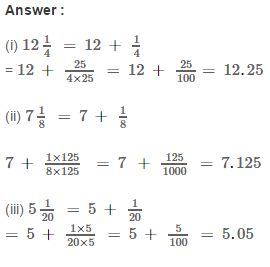 Answer :
(i) 12 1/4 = 12 + 1/4
= 12 + 25/4×25 = 12 + 25/100 = 12.25
(ii) 7 1/8 = 7 + 1/8
7 + 1×125/8×125 = 7 + 125/1000 = 7.125
(iii) 5 1/20 = 5 + 1/20
= 5 + 1×5/20×5 = 5 + 5/100 = 5.05